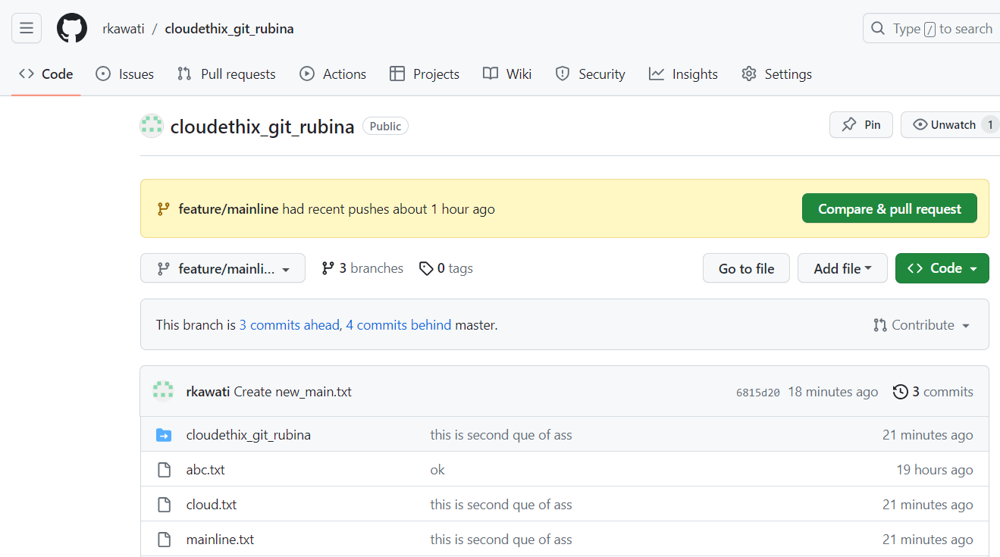 rkawati / cloudethix_git_rubina
Type / to search
Code Issues Pull requests Actions Projects Wiki Security Insights Settings
cloudethix_git_rubina Public
Pin Unwatch 1
feature/mainline had recent pushes about 1 hour ago Compare & pull request
feature/mainli... 3 branches 0 tags Go to file Add file Code
This branch is 3 commits ahead, 4 commits behind master. Contribute
rkawati Create new_main.txt 6815d20 18 minutes ago 3 commits
cloudethix_git_rubina this is second que of ass 21 minutes ago
abc.txt ok 19 hours ago
cloud.txt this is second que of ass 21 minutes ago
mainline.txt this is second que of ass 21 minutes ago